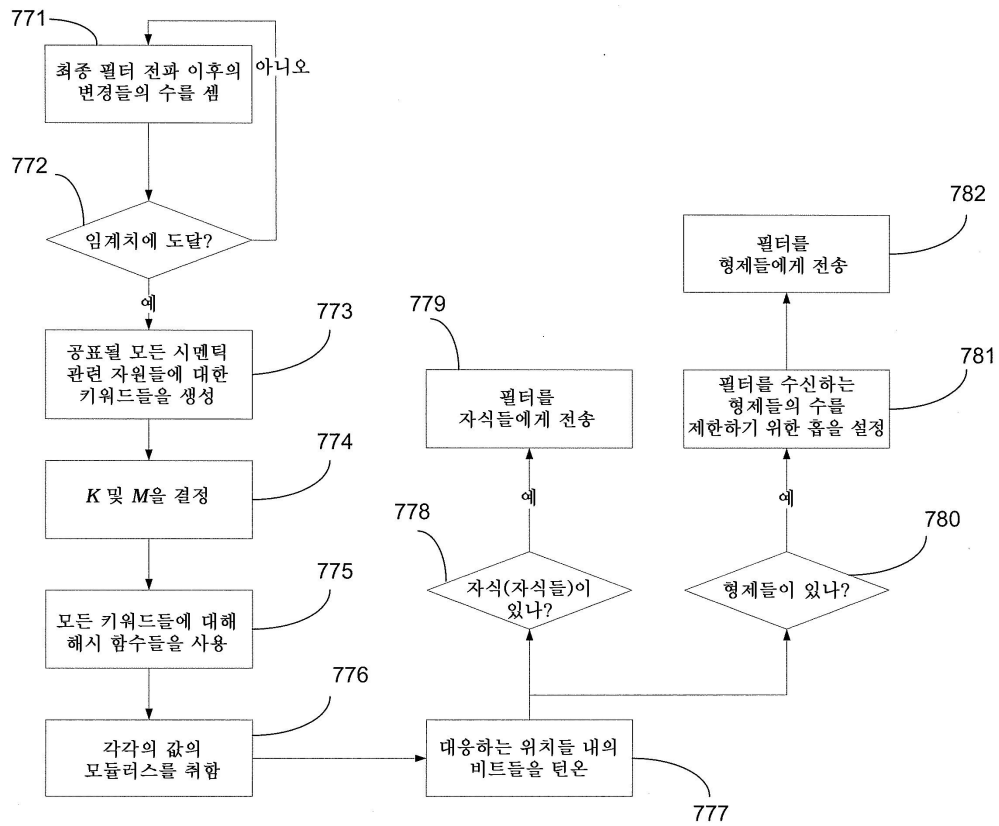 771
최종 필터 전파 이후의
변경들의 수를 셈
아니오
772
임계치에 도달?
예
773
공표될 모든 시멘틱
관련 자원들에 대한
키워드들을 생성
774
K 및 M을 결정
775
모든 키워드들에 대해
해시 함수들을 사용
776
각각의 값의
모듈러스를 취함
대응하는 위치들 내의
비트들을 턴온
777
778
자식(자식들)이
있나?
예
779
필터를
자식들에게 전송
780
형제들이 있나?
예
781
필터를 수신하는
형제들의 수를
제한하기 위한 홉을 설정
782
필터를
형제들에게 전송